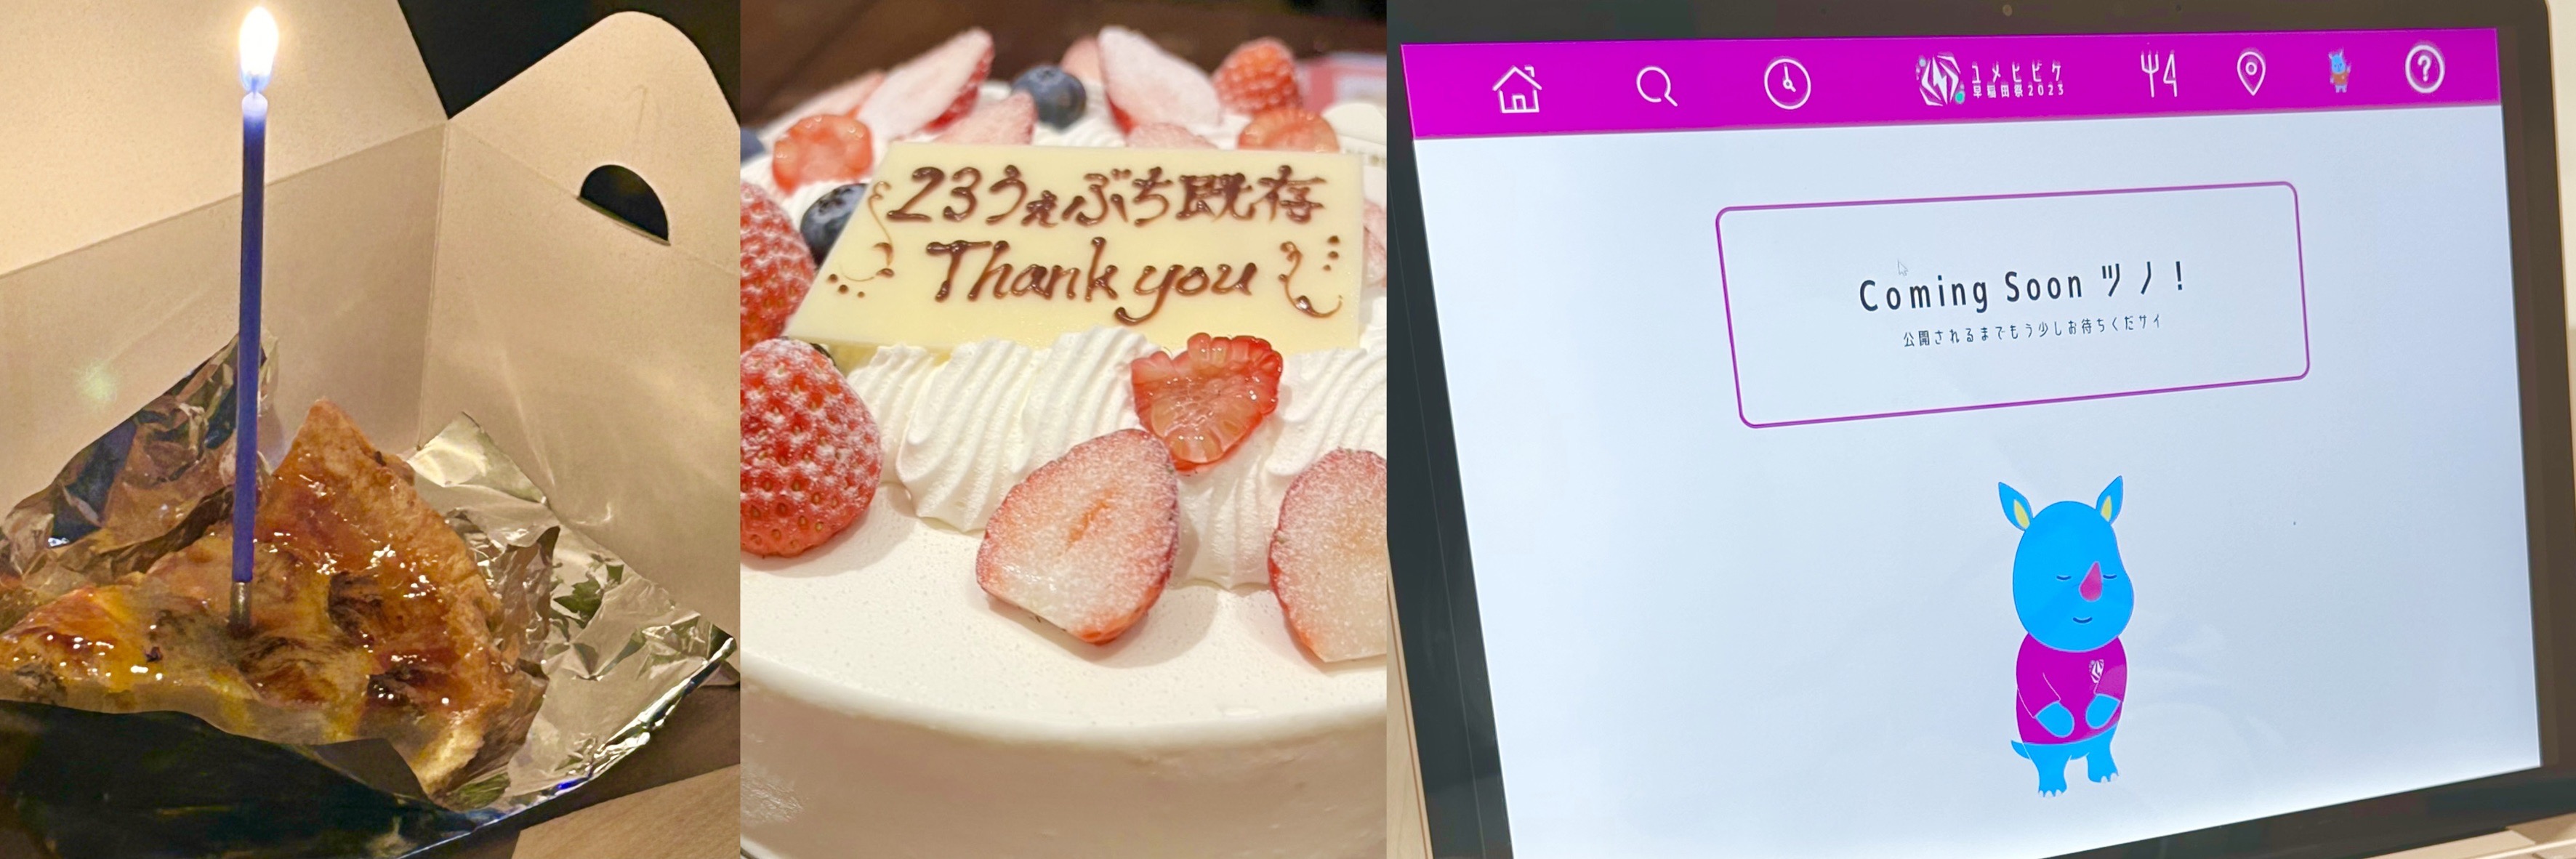 23うぇぶち既存
Thank you
ユメヒビケ
早稲田祭2023
Coming Soon ツノ!
公開されるまでもう少しお待ちくだサイ